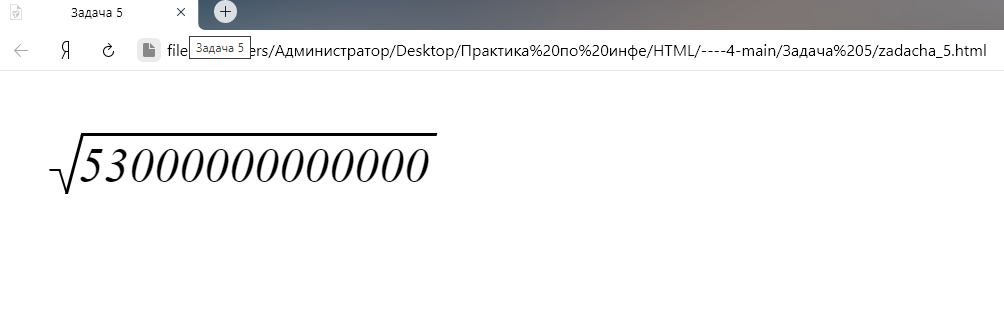 Задача 5
Я file ers/Администратор/Desktop/Практика%20по%20инфе/HTML/----4-main/Задача%205/zadacha_5.html
Задача 5
√53000000000000